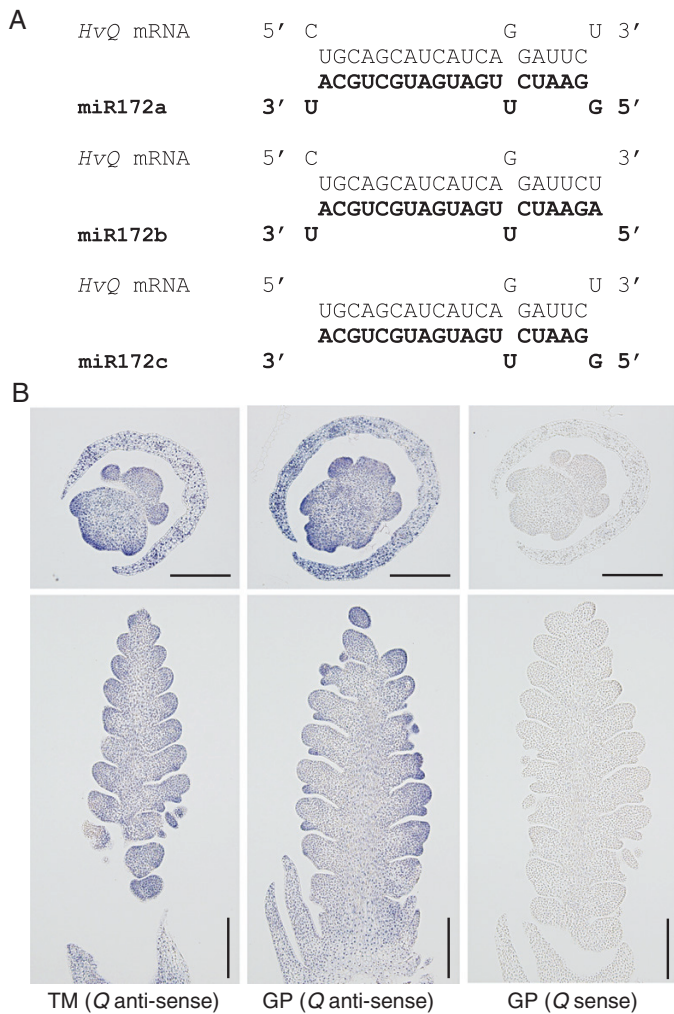 A
HvQ mRNA 5′ C G U 3′
UGCAGCAUCAUCA GAUUC
ACGUCGUAGUAGU CUAAG
miR172a 3′ U U G 5′
HvQ mRNA 5′ C G 3′
UGCAGCAUCAUCA GAUUCU
ACGUCGUAGUAGU CUAAGA
miR172b 3′ U U 5′
HvQ mRNA 5′ G U 3′
UGCAGCAUCAUCA GAUUC
ACGUCGUAGUAGU CUAAG
miR172c 3′ U G 5′
B
TM (Q anti-sense) GP (Q anti-sense) GP (Q sense)